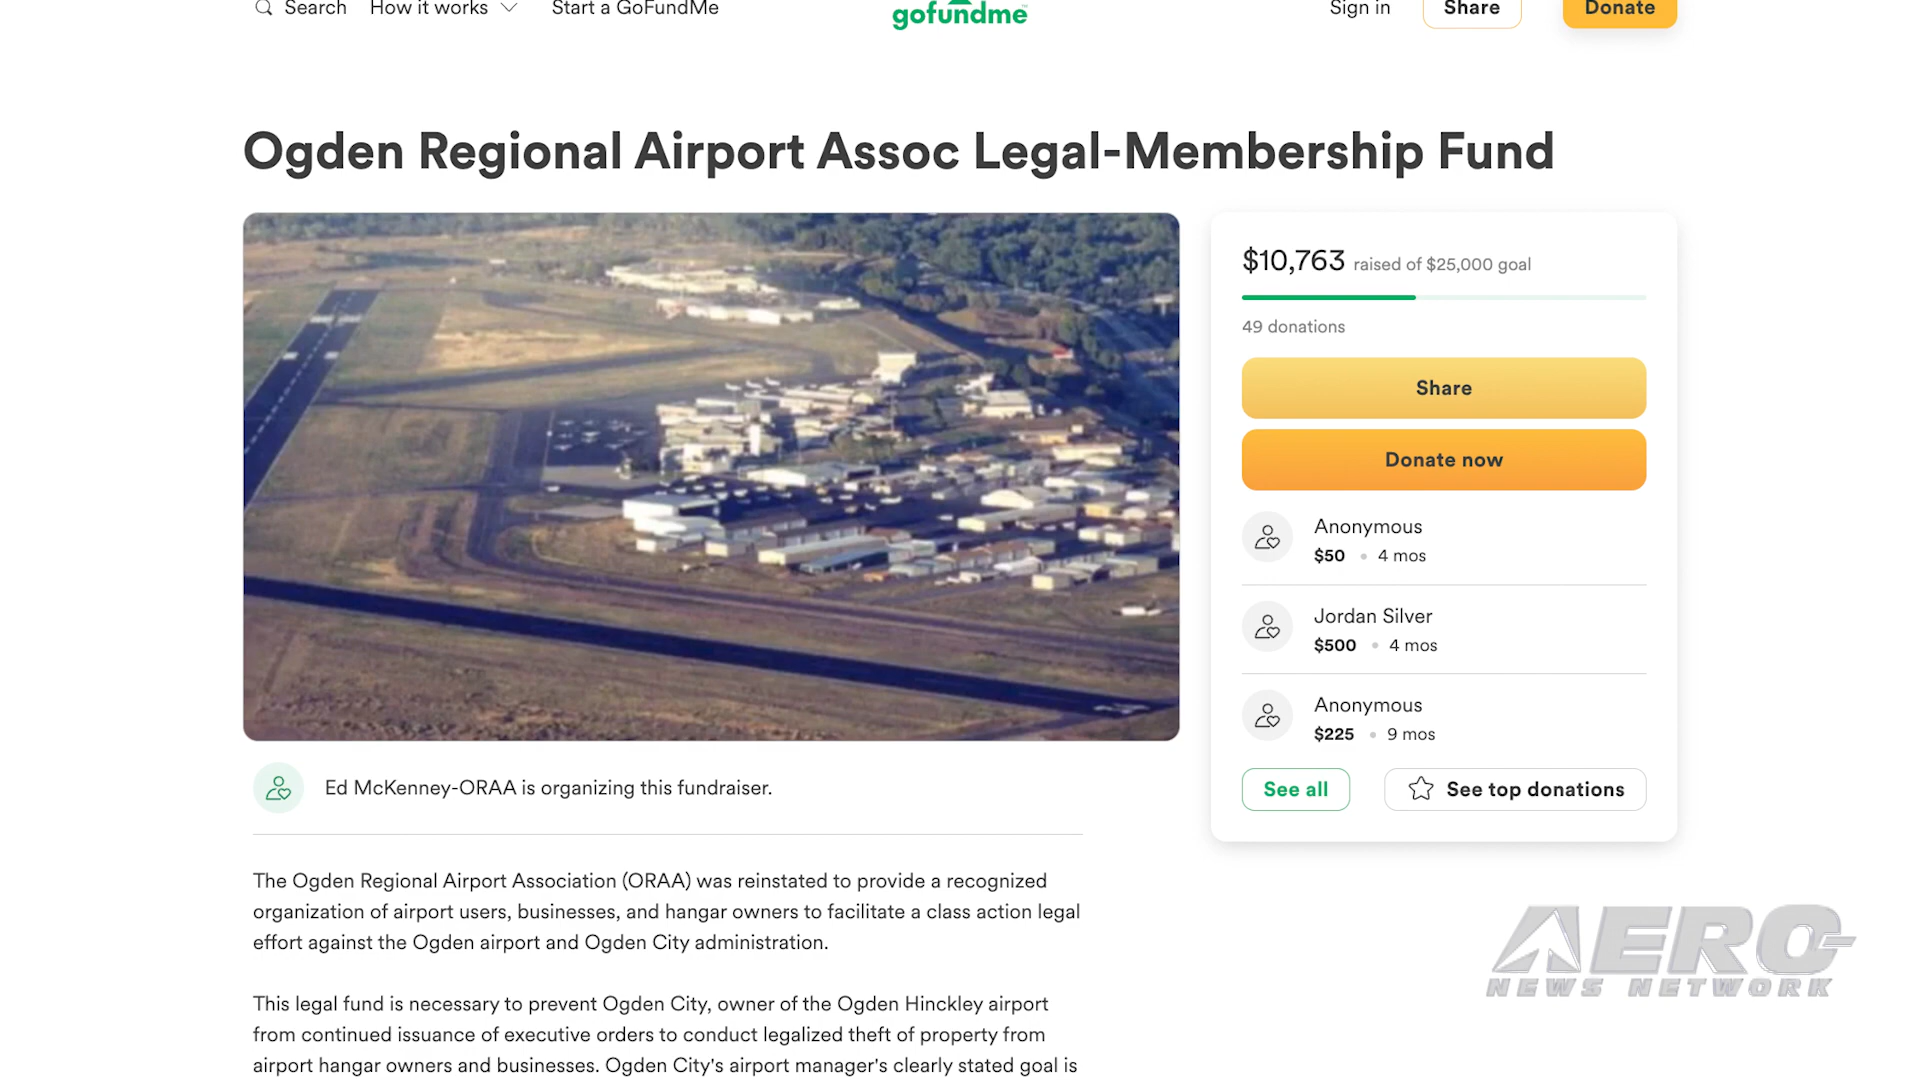 Search How it works Start a GoFundMe gofundme Sign in Share Donate
Ogden Regional Airport Assoc Legal-Membership Fund
$10,763 raised of $25,000 goal
49 donations
Share
Donate now
Anonymous
$50 • 4 mos
Jordan Silver
$500 • 4 mos
Anonymous
$225 • 9 mos
See all See top donations
Ed McKenney-ORAA is organizing this fundraiser.
The Ogden Regional Airport Association (ORAA) was reinstated to provide a recognized
organization of airport users, businesses, and hangar owners to facilitate a class action legal
effort against the Ogden airport and Ogden City administration.
This legal fund is necessary to prevent Ogden City, owner of the Ogden Hinckley airport
from continued issuance of executive orders to conduct legalized theft of property from
airport hangar owners and businesses. Ogden City's airport manager's clearly stated goal is
AERO
NEWS NETWORK